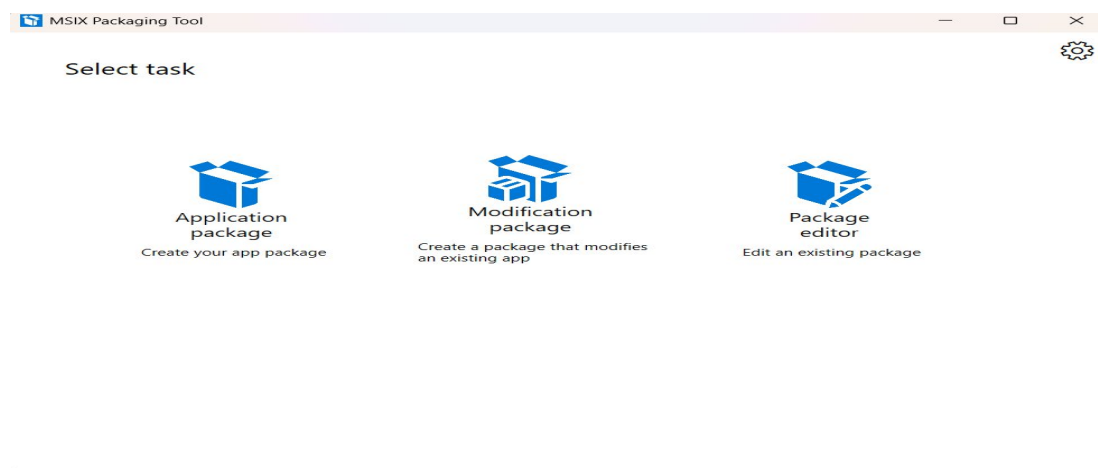 MSIX Packaging Tool
Select task
Application
package
Create your app package
Modification
package
Create a package that modifies
an existing app
Package
editor
Edit an existing package